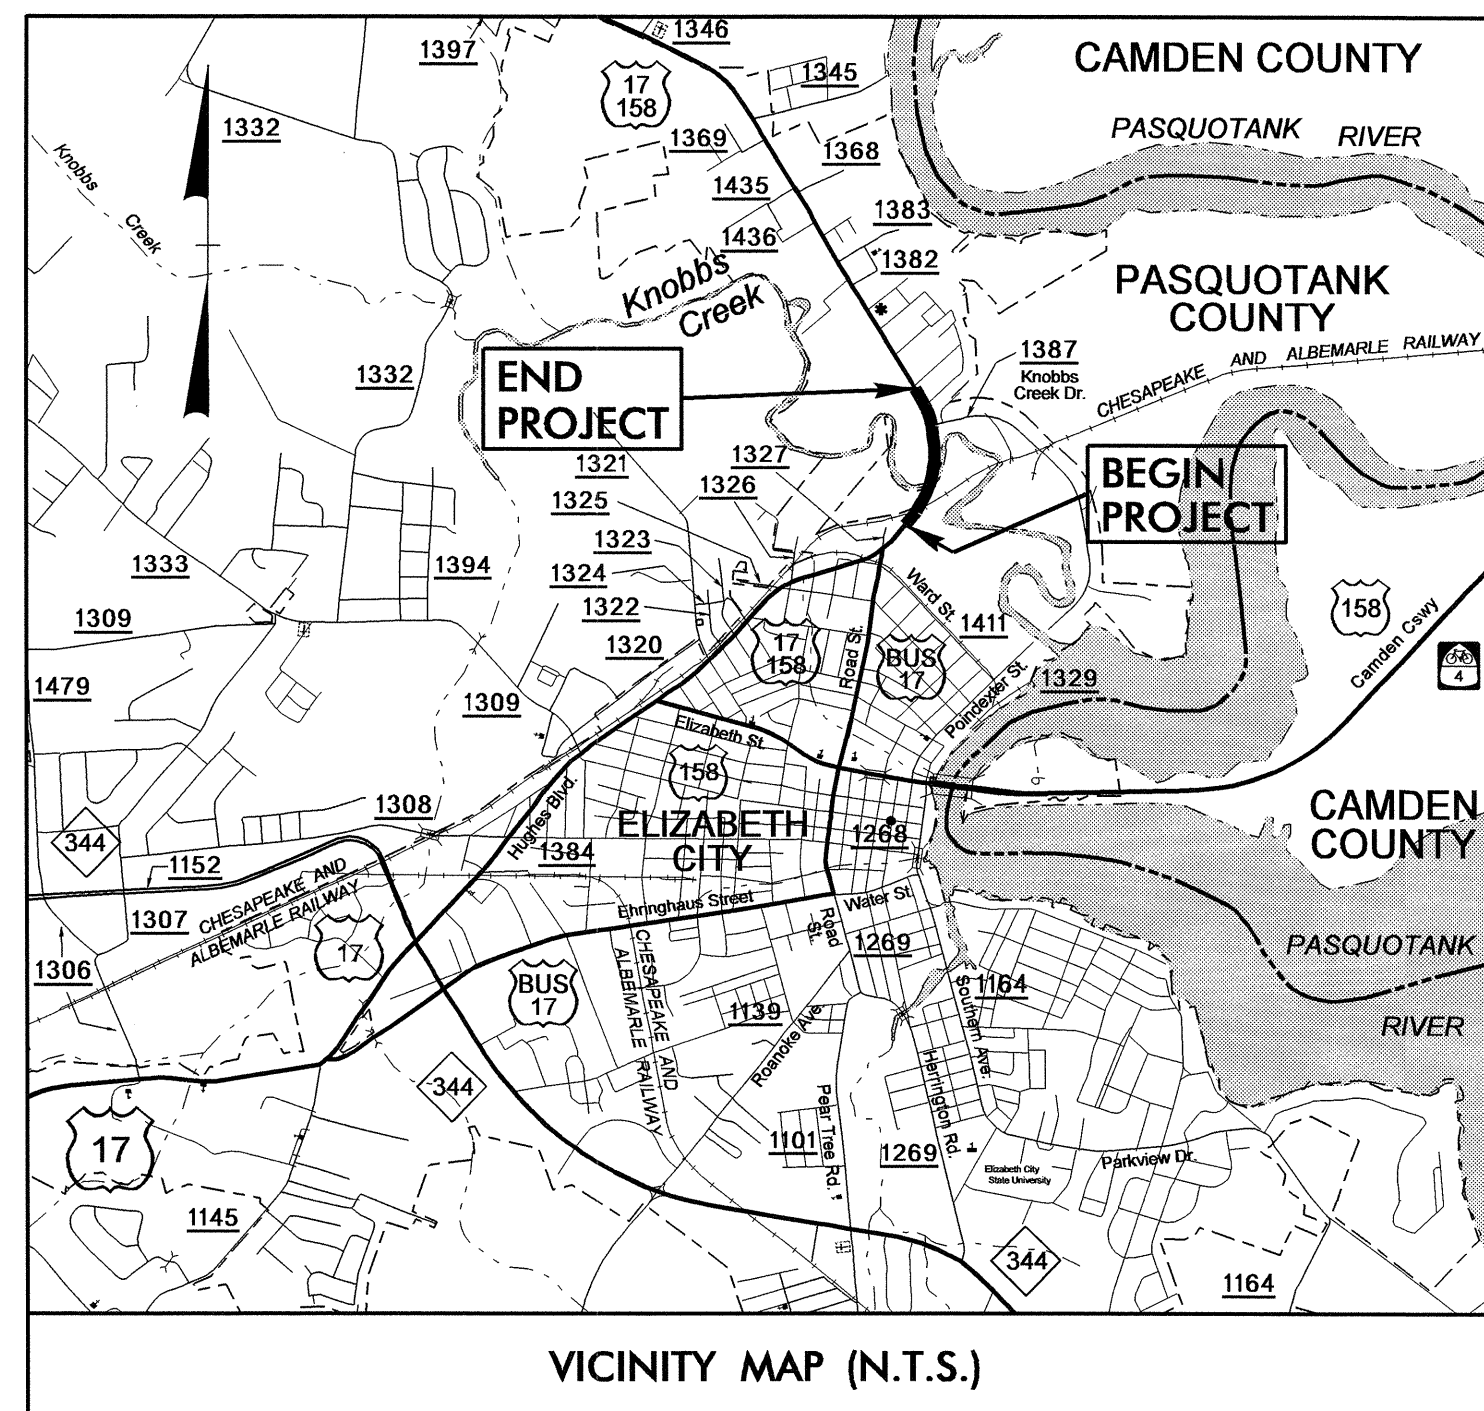 1397
1346
CAMDEN COUNTY
17
158
1345
PASQUOTANK RIVER
1332
1369
1368
Knobbs
Creek
1435
1383
1436
1382
Knobbs
Creek
PASQUOTANK
COUNTY
1387
Knobbs
Creek Dr.
CHESAPEAKE AND ALBEMARLE RAILWAY
1332
END
PROJECT
1321
1327
1326
1325
BEGIN
PROJECT
1323
1333
1394
1324
1322
Ward St.
158
1309
1320
17
158
Road St.
BUS
17
1411
Camden Cswy
4
1479
1309
1329
Poindexter St.
Elizabeth St.
158
1308
Hughes Blvd.
ELIZABETH
CITY
1268
CAMDEN
COUNTY
344
1152
1384
CHESAPEAKE AND
ALBEMARLE RAILWAY
1307
Ehringhaus Street
Water St.
Road
St.
17
1269
PASQUOTANK
1306
BUS
17
CHESAPEAKE AND
ALBEMARLE RAILWAY
1164
Southern Ave.
1139
RIVER
Roanoke Ave.
344
Herrington Rd.
Pear Tree Rd.
17
1101
1269
Parkview Dr.
Elizabeth City
State University
1145
344
1164
VICINITY MAP (N.T.S.)